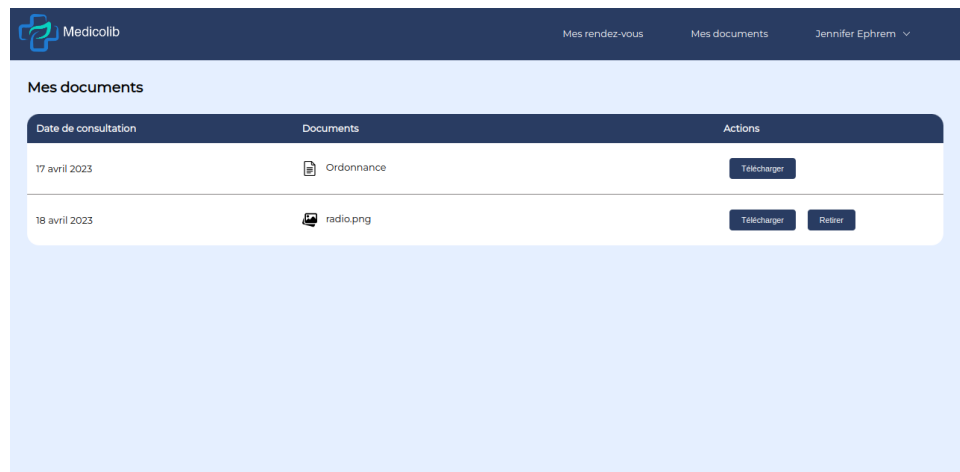 Medicolib Mes rendez-vous Mes documents Jennifer Ephrem
Mes documents
Date de consultation Documents Actions
17 avril 2023 Ordonnance Télécharger
18 avril 2023 radio.png Télécharger Retirer